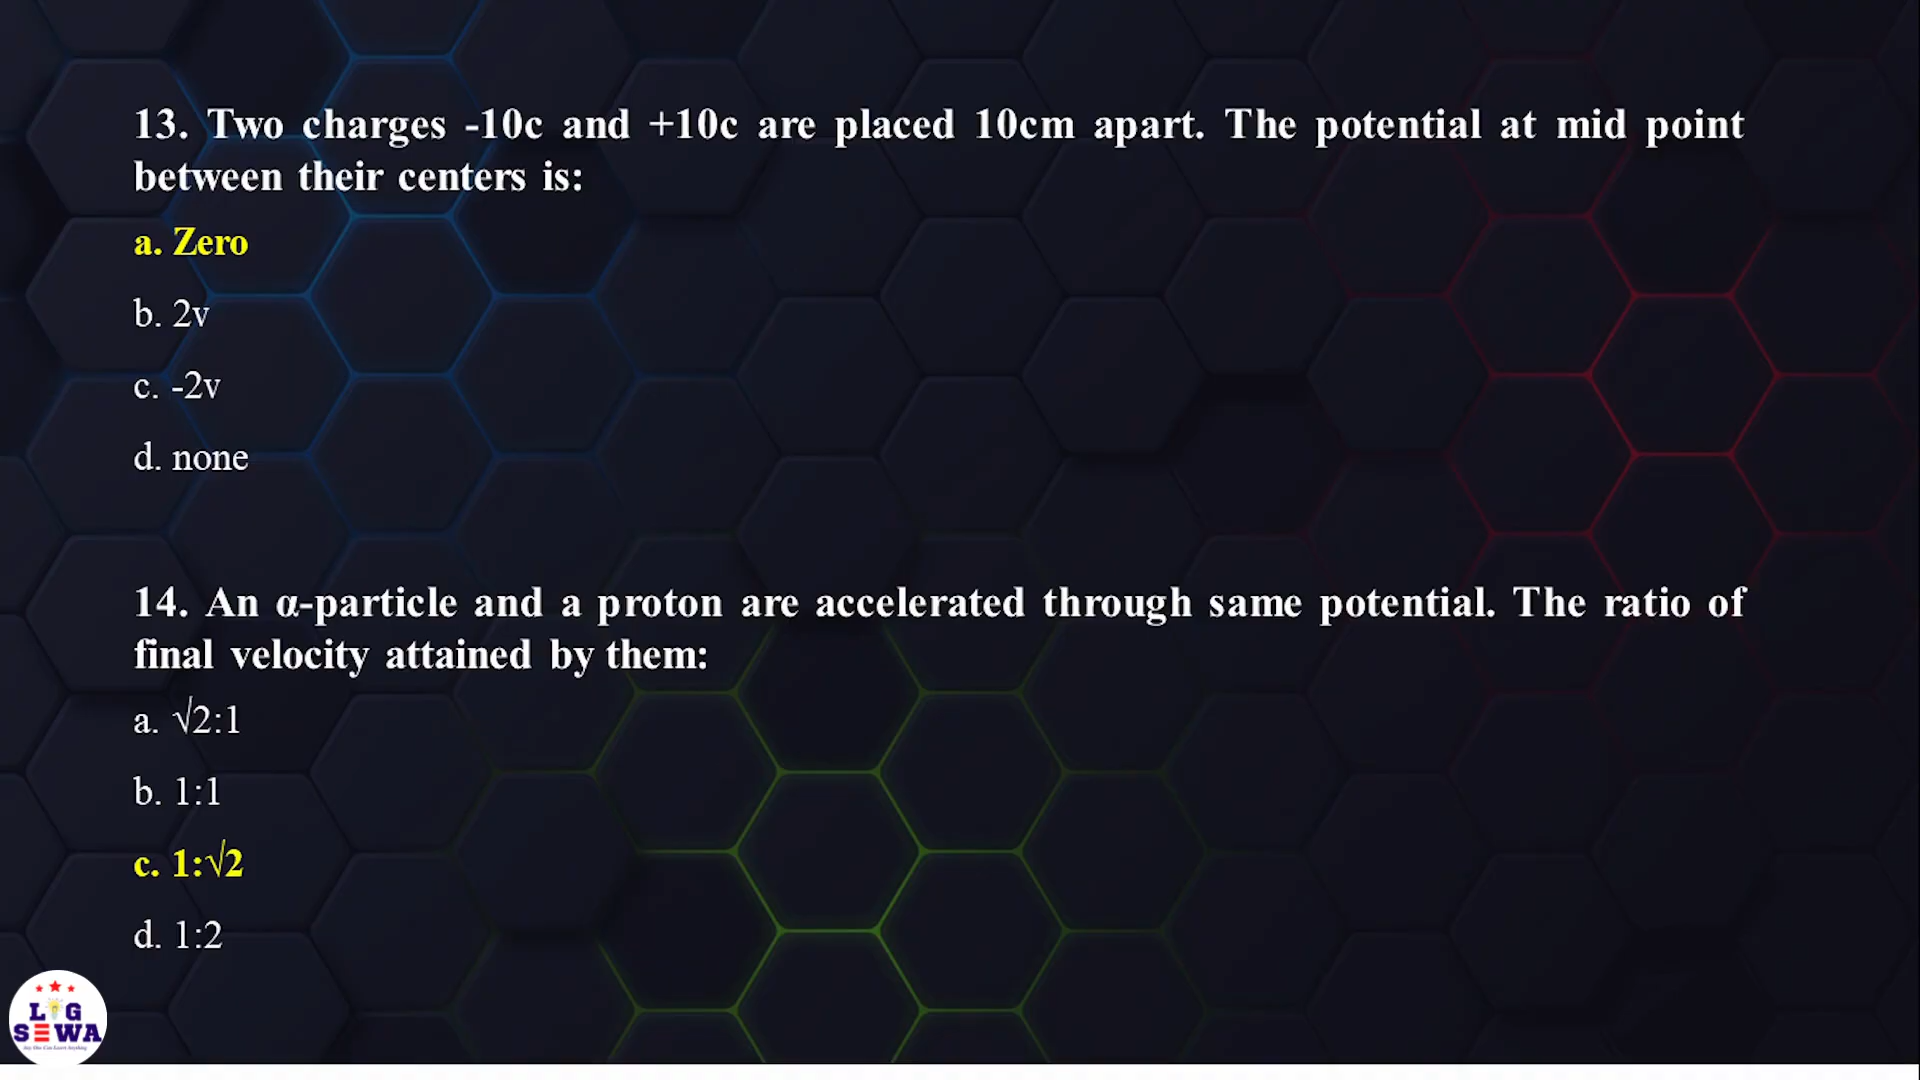 13. Two charges -10c and +10c are placed 10cm apart. The potential at mid point
between their centers is:
a. Zero
b. 2v
c. -2v
d. none
14. An α-particle and a proton are accelerated through same potential. The ratio of
final velocity attained by them:
a. √2:1
b. 1:1
c. 1:√2
d. 1:2
L G
SEWA